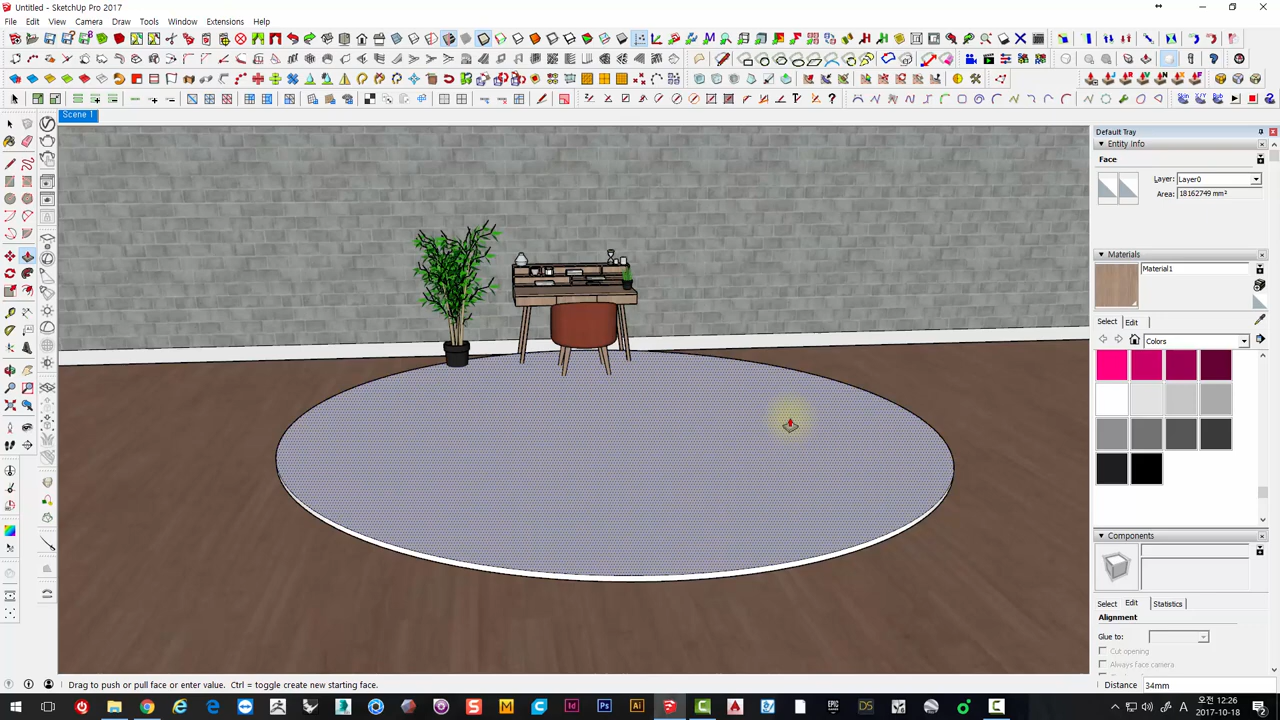 Untitled - SketchUp Pro 2017
File Edit View Camera Draw Tools Window Extensions Help
Scene 1
Default Tray
Entity Info
Face
Layer: Layer0
Area: 18162749 mm²
Materials
Material1
Select Edit
Colors
Components
Select Edit Statistics
Alignment
Glue to:
Cut opening
Always face camera
Drag to push or pull face or enter value. Ctrl = toggle create new starting face.
Distance 34mm
오전 12:26
2017-10-18